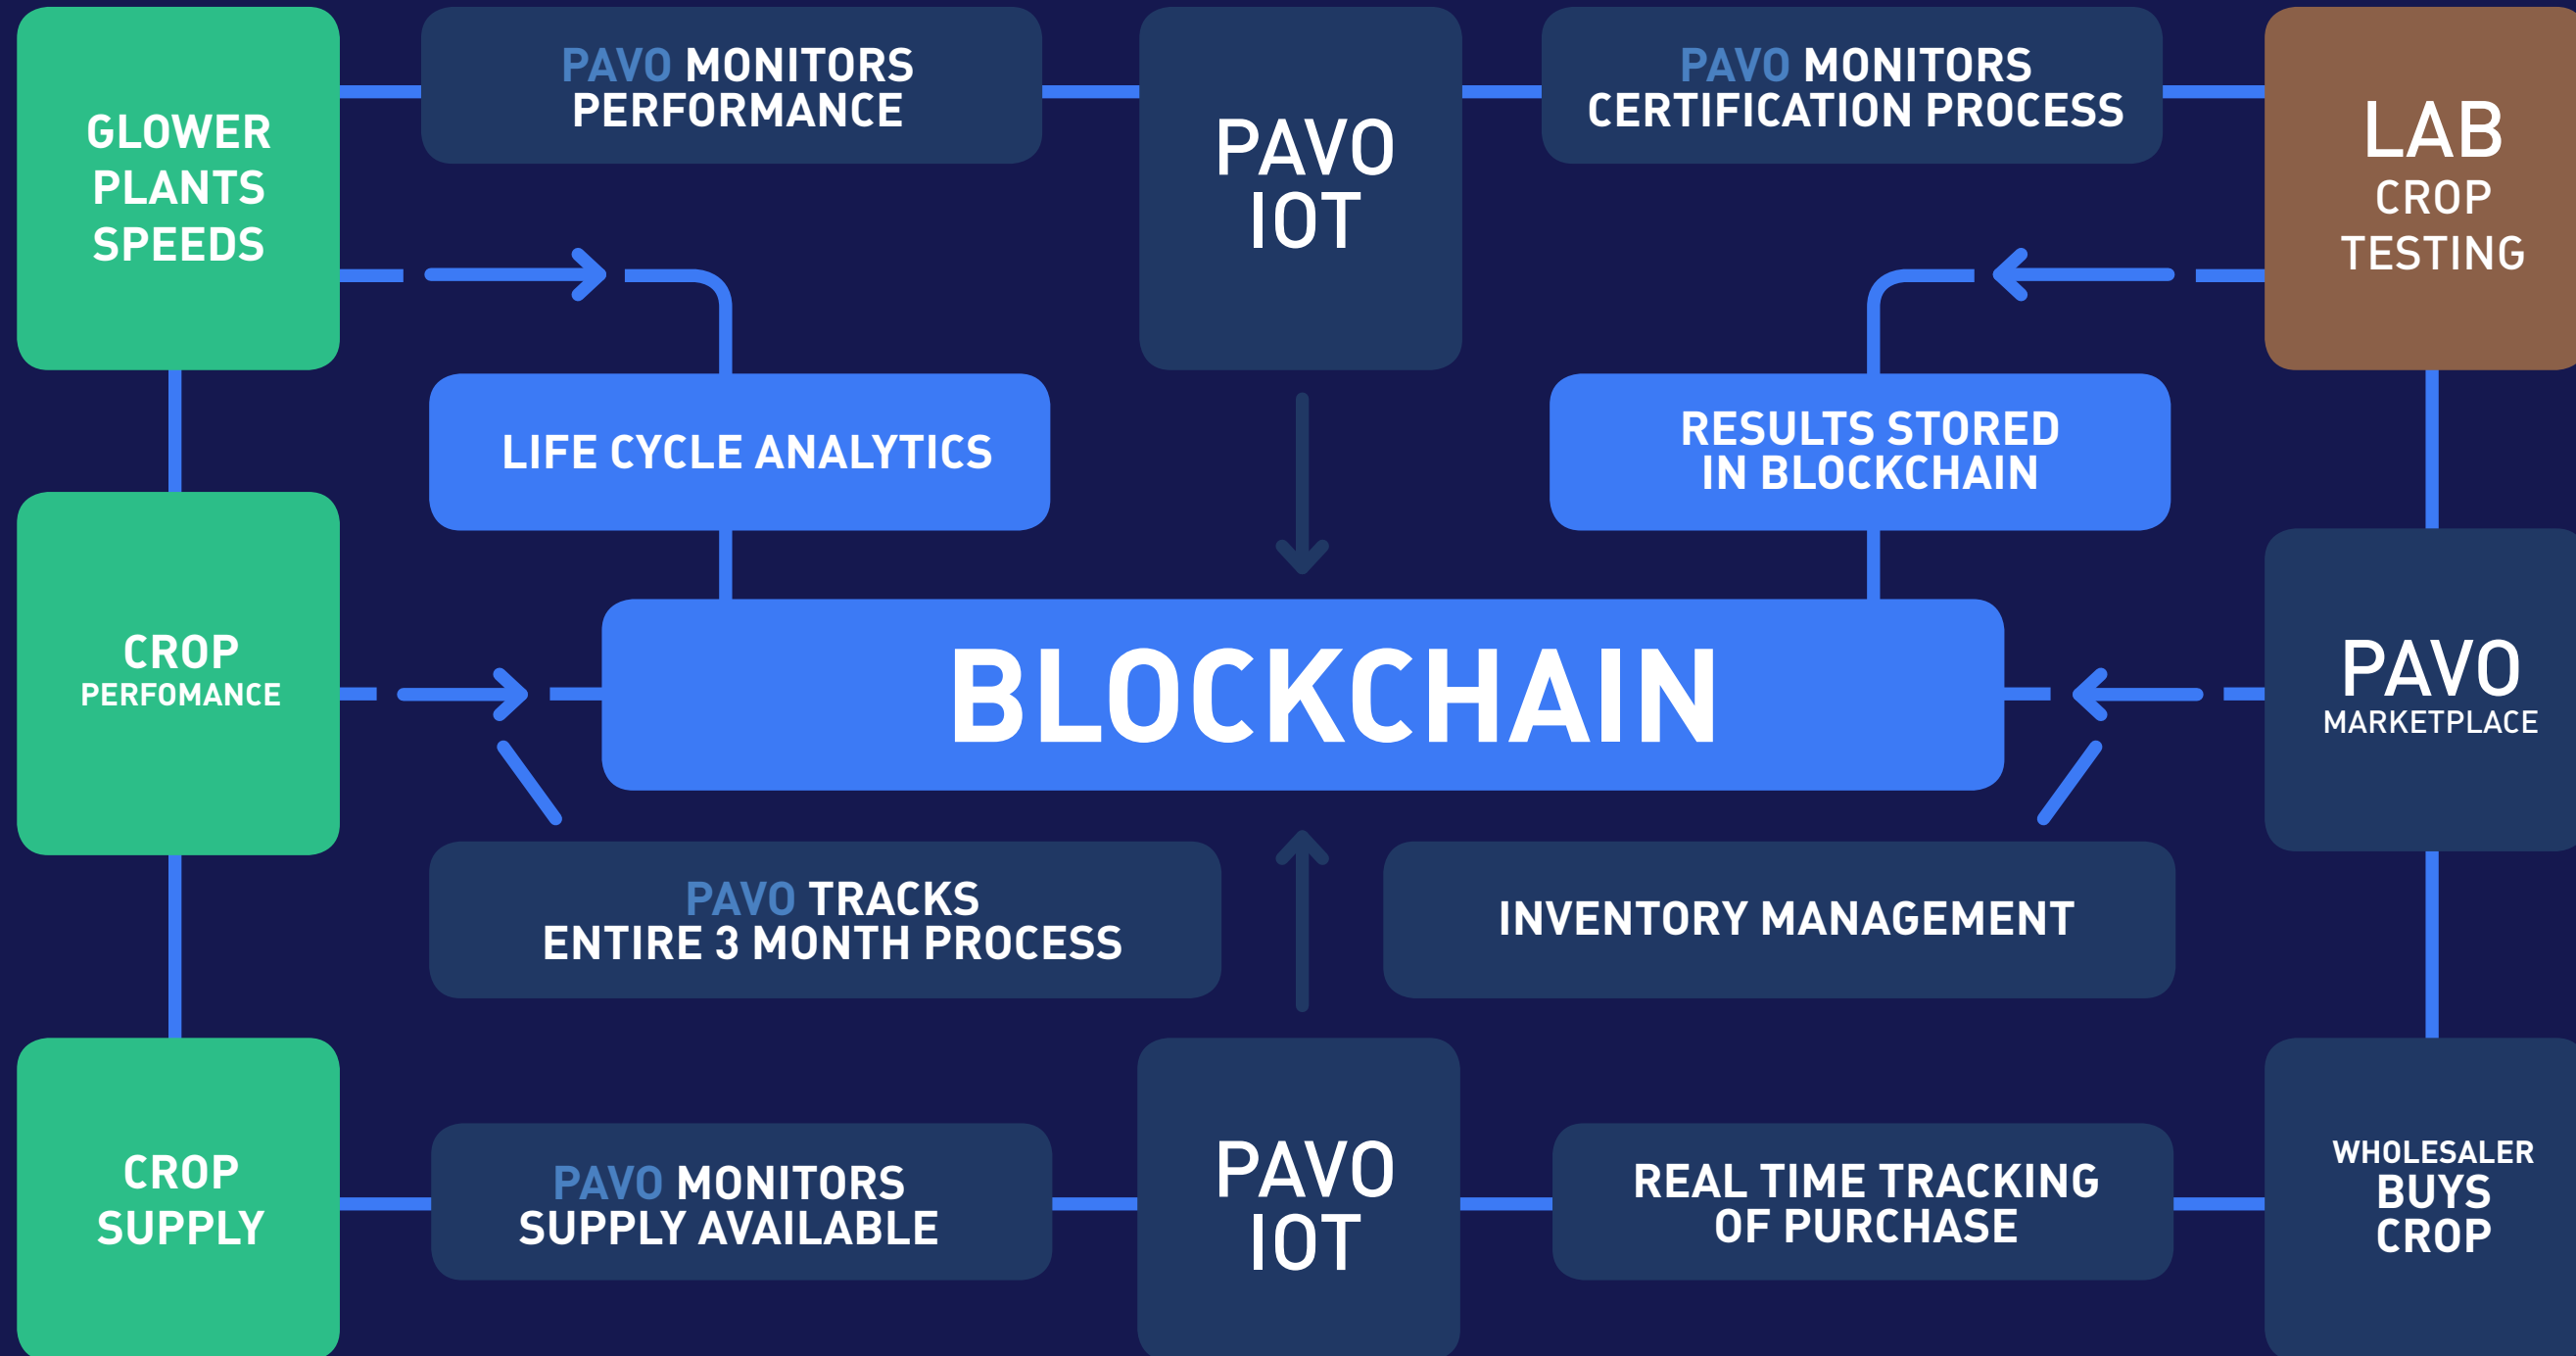 GLOWER
PLANTS
SPEEDS
PAVO MONITORS
PERFORMANCE
PAVO
IOT
PAVO MONITORS
CERTIFICATION PROCESS
LAB
CROP
TESTING
LIFE CYCLE ANALYTICS
RESULTS STORED
IN BLOCKCHAIN
CROP
PERFOMANCE
BLOCKCHAIN
PAVO
MARKETPLACE
PAVO TRACKS
ENTIRE 3 MONTH PROCESS
INVENTORY MANAGEMENT
CROP
SUPPLY
PAVO MONITORS
SUPPLY AVAILABLE
PAVO
IOT
REAL TIME TRACKING
OF PURCHASE
WHOLESALER
BUYS
CROP